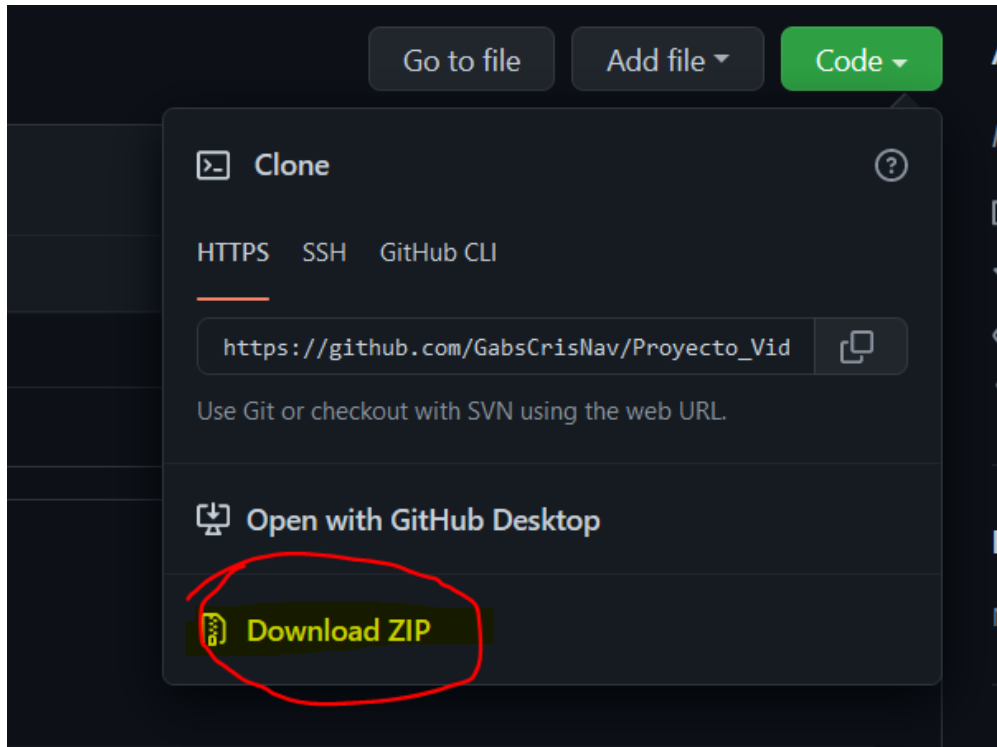 Go to file
Add file
Code
Clone
HTTPS
SSH
GitHub CLI
https://github.com/GabsCrisNav/Proyecto_Vid
Use Git or checkout with SVN using the web URL.
Open with GitHub Desktop
Download ZIP